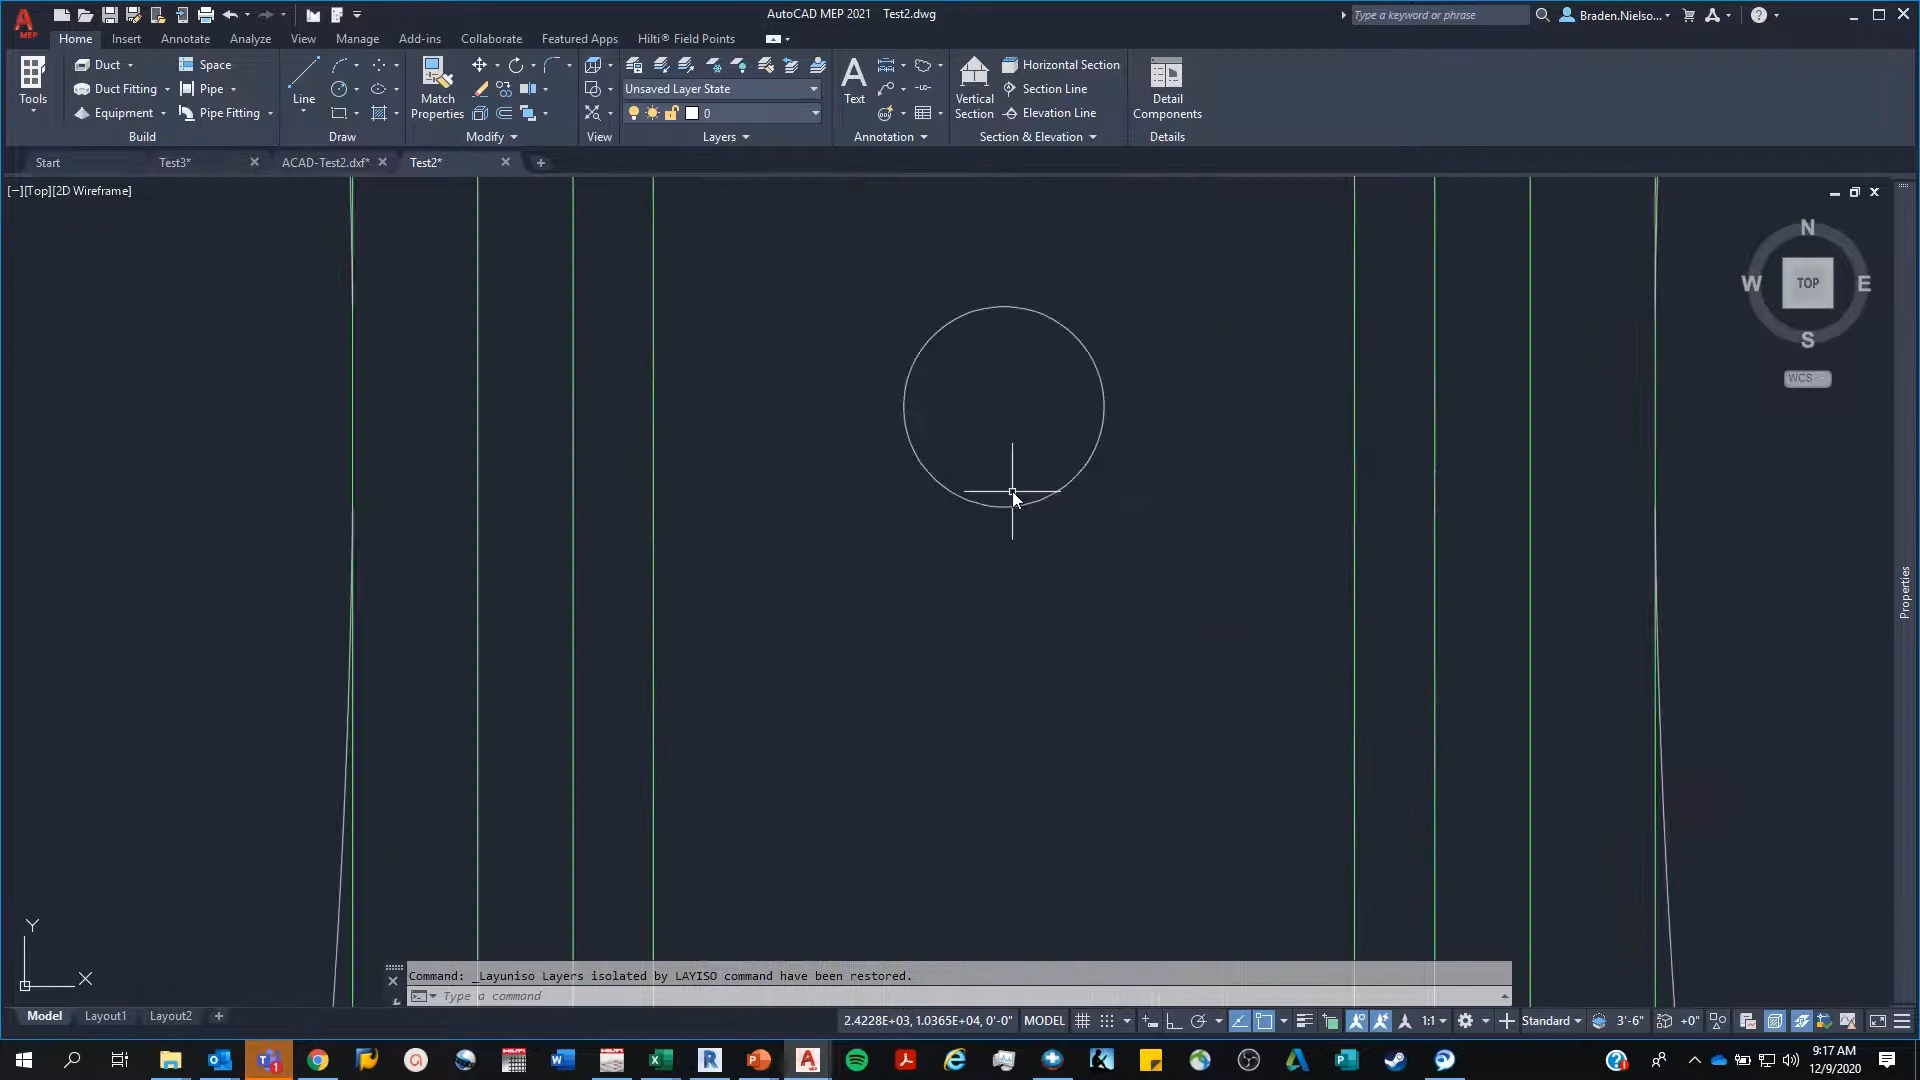 AutoCAD MEP 2021 Test2.dwg
Type a keyword or phrase
Braden.Nielso...
MEP
Home Insert Annotate Analyze View Manage Add-ins Collaborate Featured Apps Hilti® Field Points
Tools
Duct
Duct Fitting
Equipment
Space
Pipe
Pipe Fitting
Build
Line
Draw
Match
Properties
Modify
View
Unsaved Layer State
0
Layers
Text
Annotation
Vertical
Section
Horizontal Section
Section Line
Elevation Line
Section & Elevation
Detail
Components
Details
Start Test3* ACAD-Test2.dxf* Test2*
[−][Top][2D Wireframe]
N
W TOP E
S
WCS
Properties
Y
X
Command: _Layuniso Layers isolated by LAYISO command have been restored.
Type a command
Model Layout1 Layout2
2.4228E+03, 1.0365E+04, 0'-0" MODEL 1:1 Standard 3'-6" +0"
9:17 AM
12/9/2020